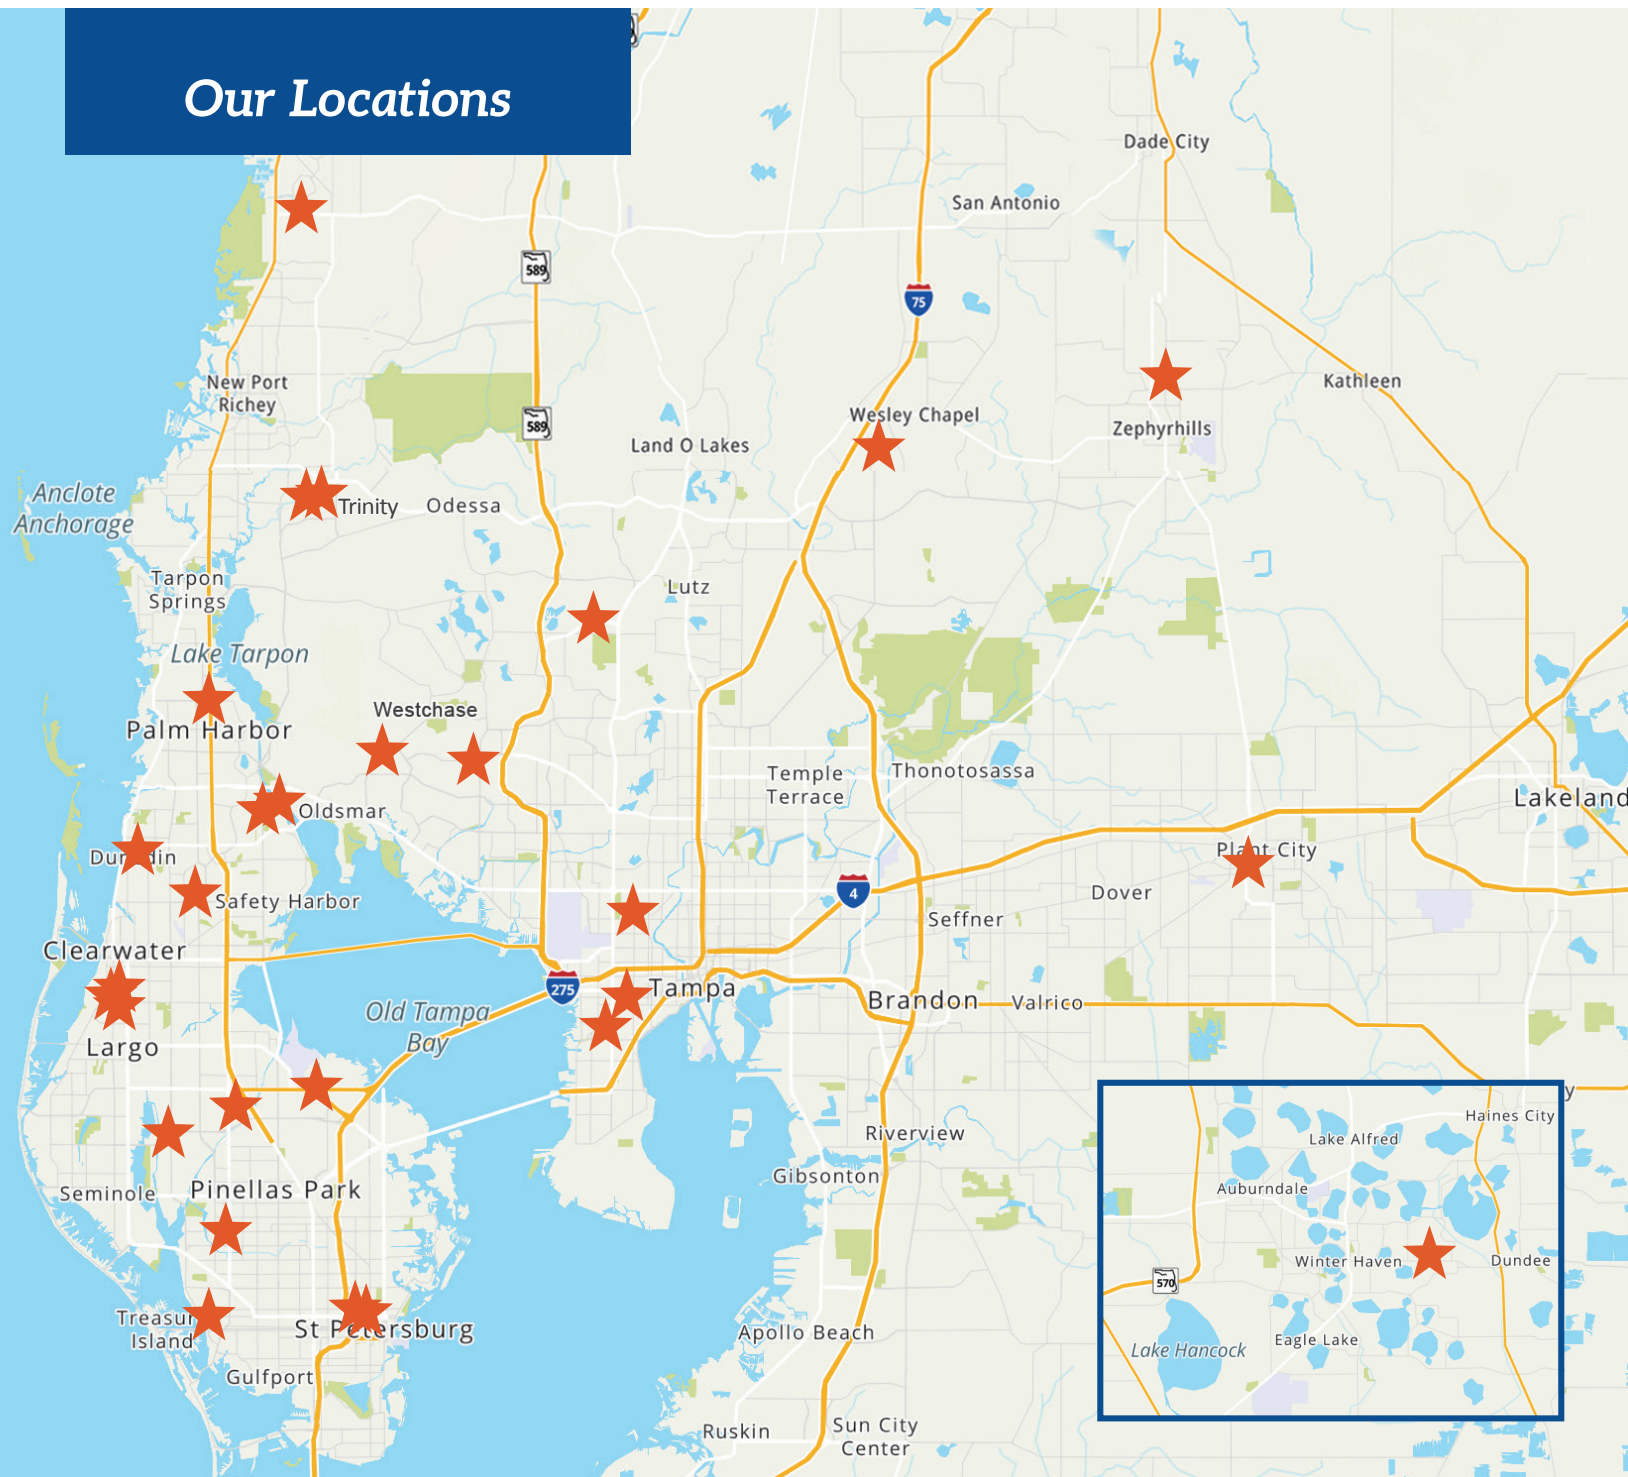 Our Locations
Dade City
San Antonio
589
75
New Port
Richey
Kathleen
Wesley Chapel
589
Zephyrhills
Land O Lakes
Anclote
Anchorage
Trinity
Odessa
Tarpon
Springs
Lutz
Lake Tarpon
Westchase
Palm Harbor
Temple
Terrace
Thonotosassa
Lakeland
Oldsmar
Plant City
Dunedin
4
Dover
Safety Harbor
Seffner
Clearwater
275
Tampa
Brandon
Valrico
Old Tampa
Bay
Largo
y
Haines City
Riverview
Lake Alfred
Gibsonton
Auburndale
Seminole
Pinellas Park
Winter Haven
Dundee
570
Treasur
Island
St Petersburg
Apollo Beach
Eagle Lake
Lake Hancock
Gulfport
Ruskin
Sun City
Center